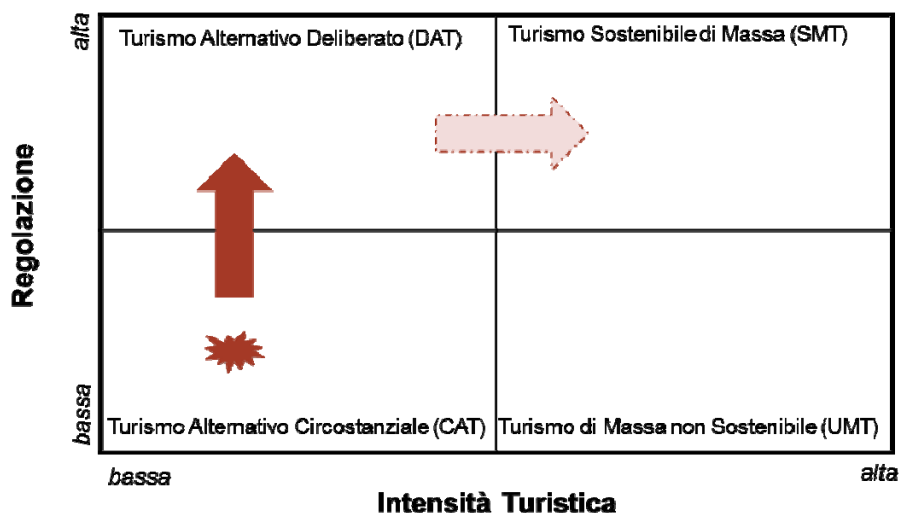 alta
Turismo Alternativo Deliberato (DAT)
Turismo Sostenibile di Massa (SMT)
Regolazione
bassa
Turismo Alternativo Circostanziale (CAT)
Turismo di Massa non Sostenibile (UMT)
bassa
alta
Intensità Turistica